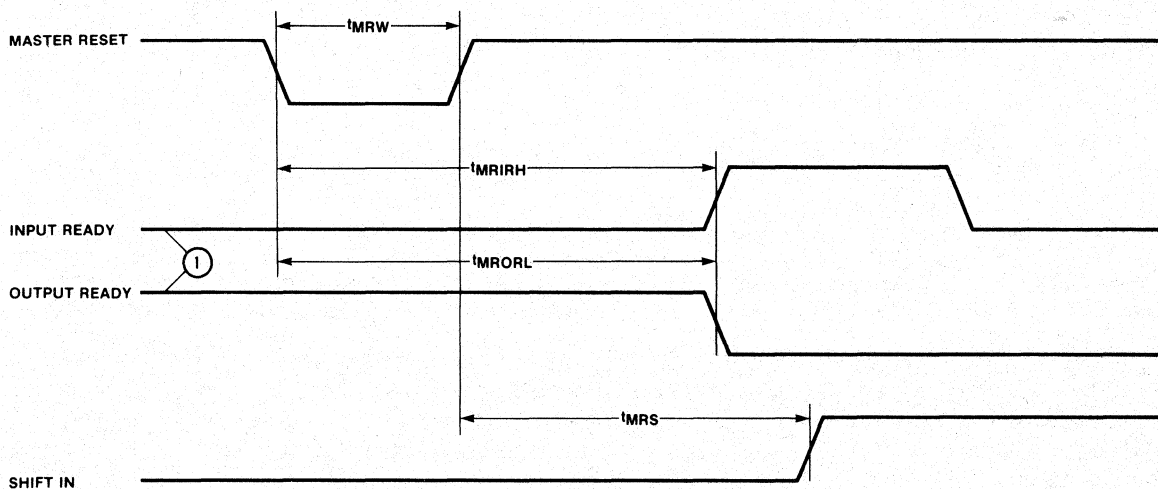 tMRW
MASTER RESET
tMRIRH
INPUT READY
1
tMRORL
OUTPUT READY
tMRS
SHIFT IN